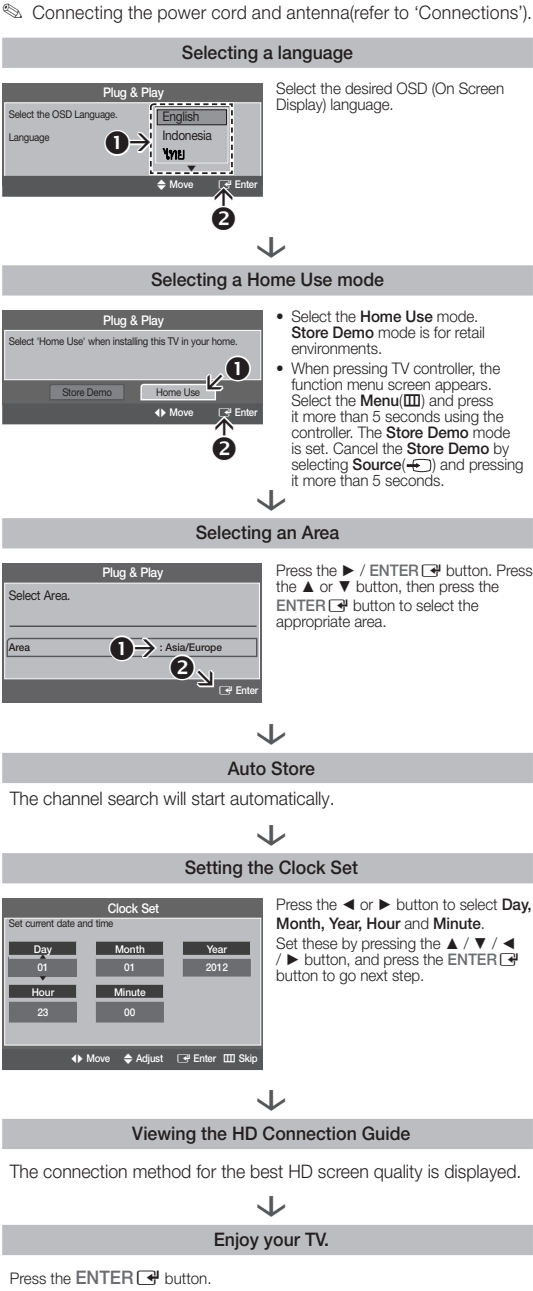 ✎ Connecting the power cord and antenna(refer to ‘Connections’).
Selecting a language
Plug & Play
Select the OSD Language.
Language
English
Indonesia
ไทย
▼
❶
Move
Enter
❷
Select the desired OSD (On Screen
Display) language.
Selecting a Home Use mode
Plug & Play
Select 'Home Use' when installing this TV in your home.
❶
Store Demo
Home Use
Move
Enter
❷
• Select the Home Use mode.
Store Demo mode is for retail
environments.
• When pressing TV controller, the
function menu screen appears.
Select the Menu( ) and press
it more than 5 seconds using the
controller. The Store Demo mode
is set. Cancel the Store Demo by
selecting Source( ) and pressing
it more than 5 seconds.
Selecting an Area
Plug & Play
Select Area.
Area
❶
: Asia/Europe
❷
Enter
Press the ► / ENTER button. Press
the ▲ or ▼ button, then press the
ENTER button to select the
appropriate area.
Auto Store
The channel search will start automatically.
Setting the Clock Set
Clock Set
Set current date and time
Day Month Year
01 01 2012
Hour Minute
23 00
Move Adjust Enter Skip
Press the ◄ or ► button to select Day,
Month, Year, Hour and Minute.
Set these by pressing the ▲ / ▼ / ◄
/ ► button, and press the ENTER
button to go next step.
Viewing the HD Connection Guide
The connection method for the best HD screen quality is displayed.
Enjoy your TV.
Press the ENTER button.